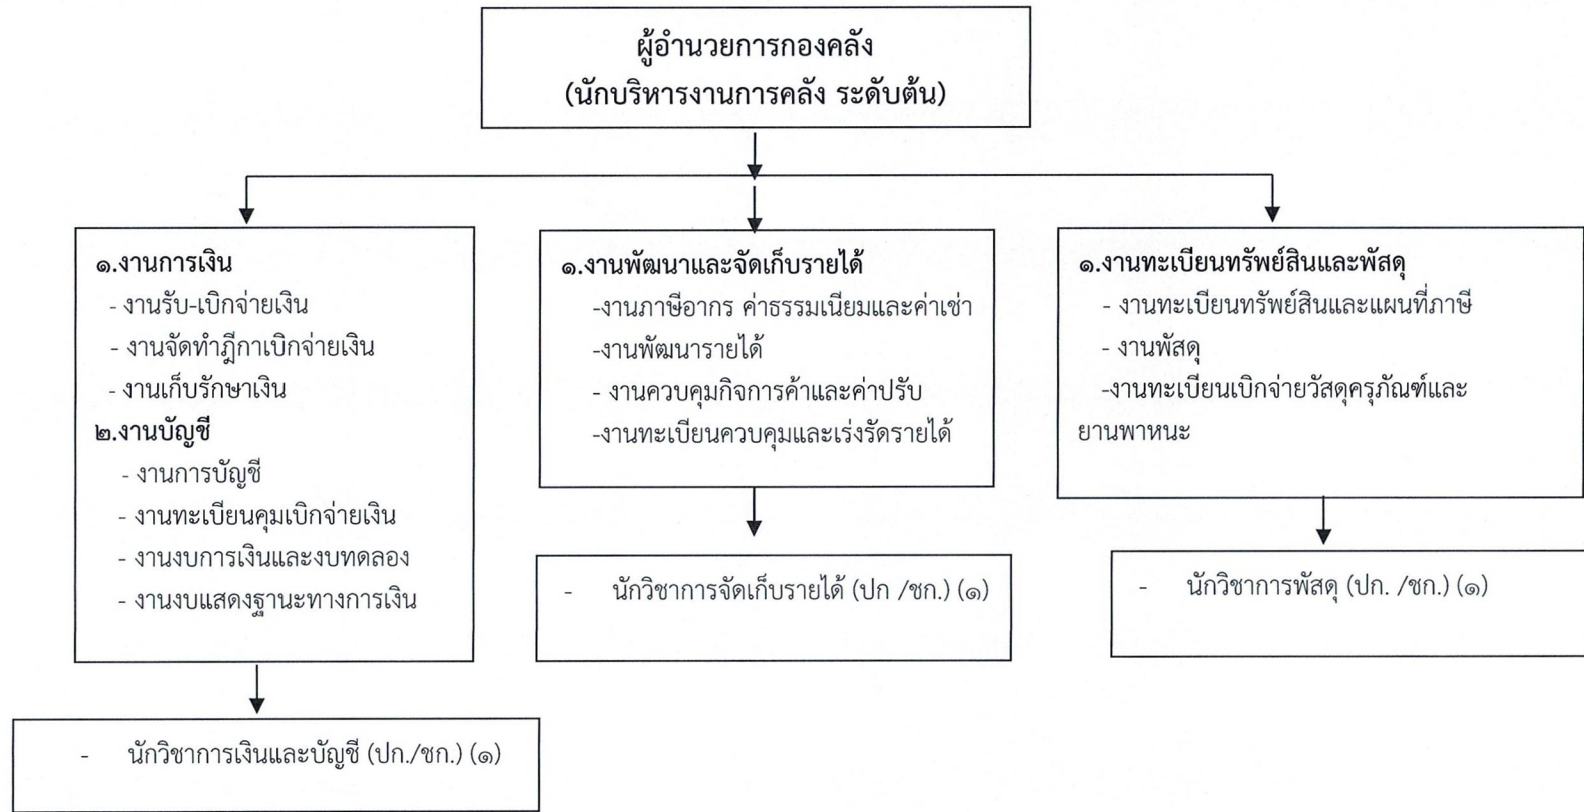 ผู้อำนวยการกองคลัง
(นักบริหารงานการคลัง ระดับต้น)
๑.งานการเงิน
- งานรับ-เบิกจ่ายเงิน
- งานจัดทำฎีกาเบิกจ่ายเงิน
- งานเก็บรักษาเงิน
๒.งานบัญชี
- งานการบัญชี
- งานทะเบียนคุมเบิกจ่ายเงิน
- งานงบการเงินและงบทดลอง
- งานงบแสดงฐานะทางการเงิน
- นักวิชาการเงินและบัญชี (ปก./ชก.) (๑)
๑.งานพัฒนาและจัดเก็บรายได้
-งานภาษีอากร ค่าธรรมเนียมและค่าเช่า
-งานพัฒนารายได้
- งานควบคุมกิจการค้าและค่าปรับ
-งานทะเบียนควบคุมและเร่งรัดรายได้
- นักวิชาการจัดเก็บรายได้ (ปก /ชก.) (๑)
๑.งานทะเบียนทรัพย์สินและพัสดุ
- งานทะเบียนทรัพย์สินและแผนที่ภาษี
- งานพัสดุ
-งานทะเบียนเบิกจ่ายวัสดุครุภัณฑ์และ
ยานพาหนะ
- นักวิชาการพัสดุ (ปก. /ชก.) (๑)